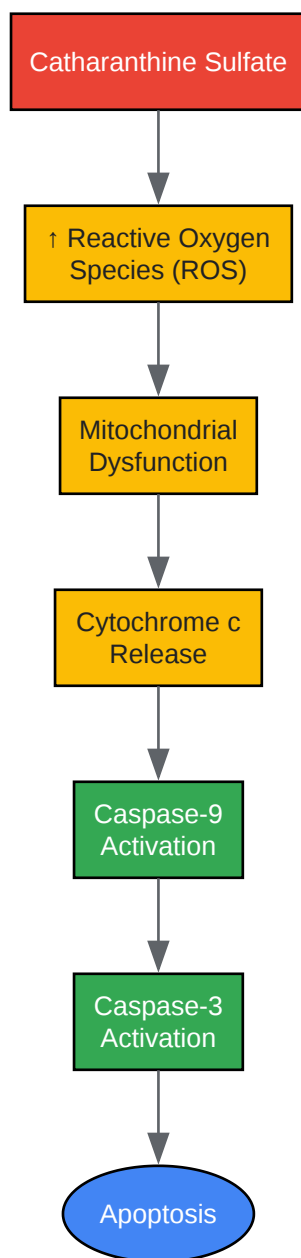 Catharanthine Sulfate
↑ Reactive Oxygen
Species (ROS)
Mitochondrial
Dysfunction
Cytochrome c
Release
Caspase-9
Activation
Caspase-3
Activation
Apoptosis